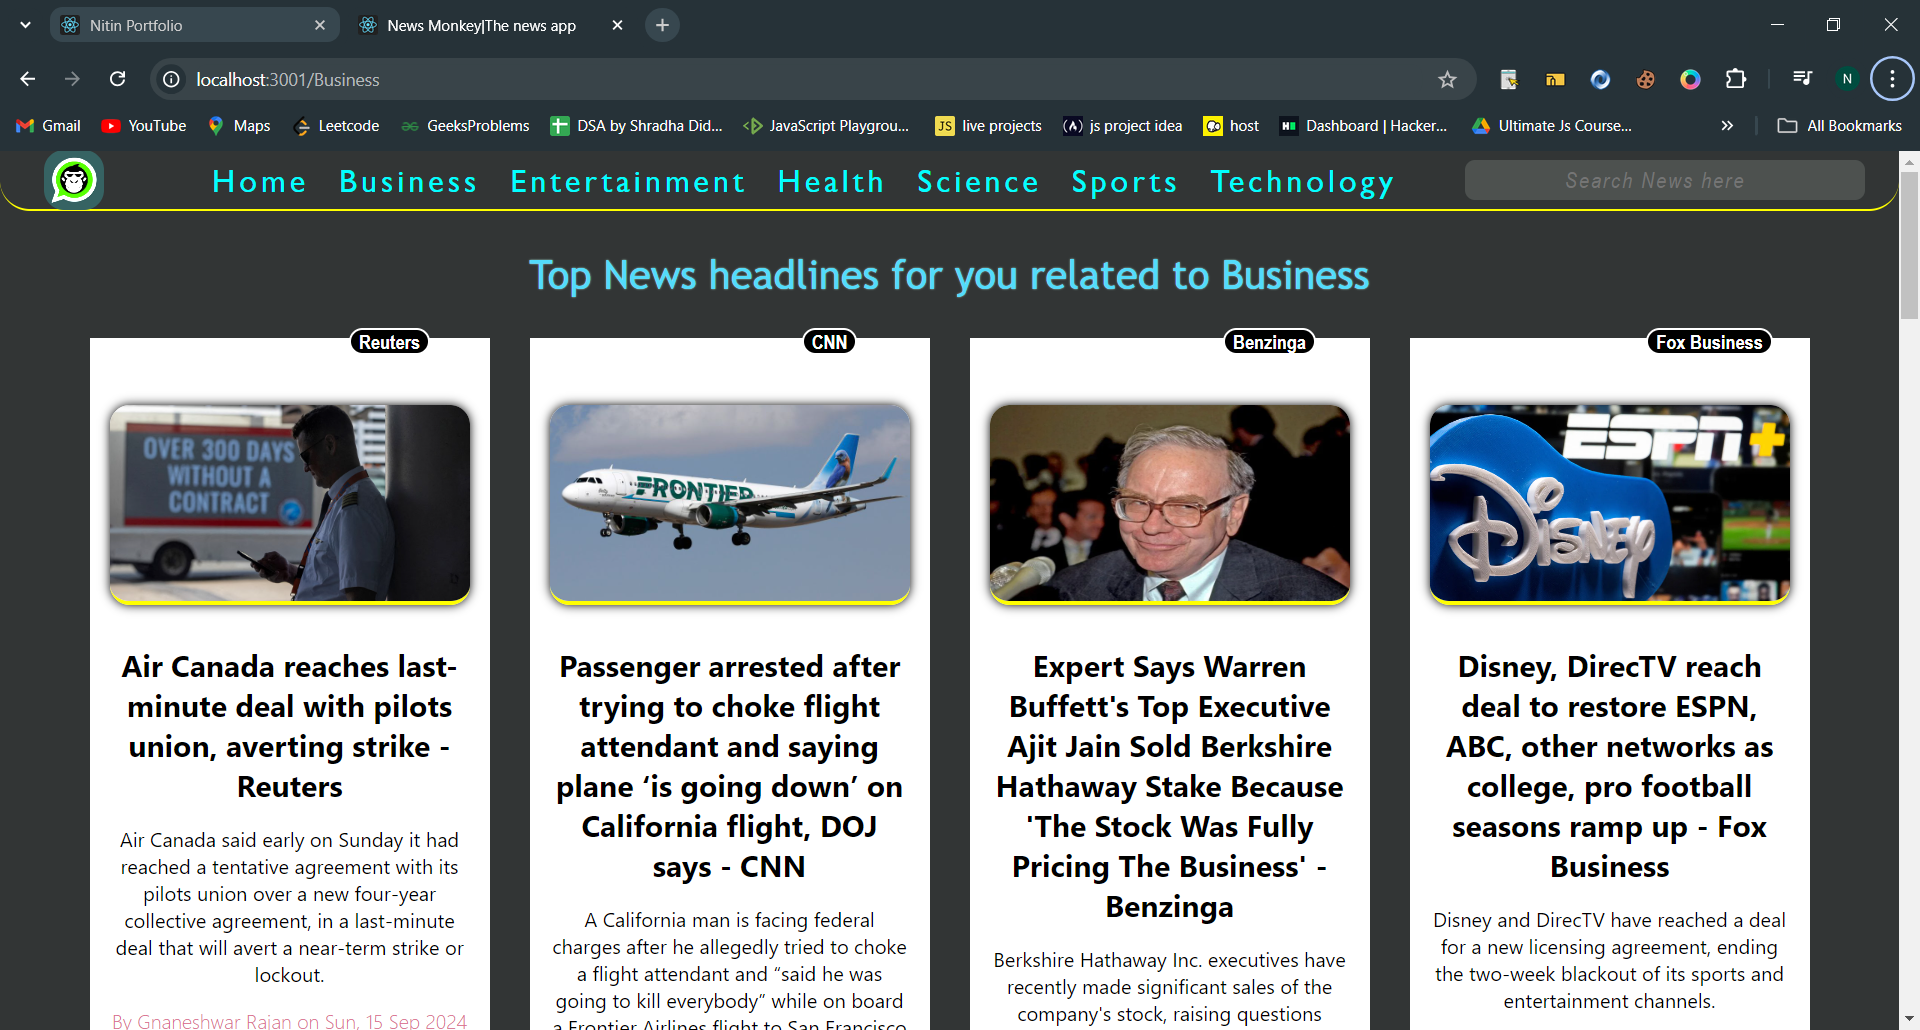 Nitin Portfolio
News Monkey|The news app
localhost:3001/Business
N
Gmail
YouTube
Maps
Leetcode
GeeksProblems
DSA by Shradha Did...
JavaScript Playgrou...
JS live projects
js project idea
host
Dashboard | Hacker...
Ultimate Js Course...
All Bookmarks
Home
Business
Entertainment
Health
Science
Sports
Technology
Search News here
Top News headlines for you related to Business
Reuters
OVER 300 DAYS
WITHOUT A
CONTRACT
Air Canada reaches last-
minute deal with pilots
union, averting strike -
Reuters
Air Canada said early on Sunday it had
reached a tentative agreement with its
pilots union over a new four-year
collective agreement, in a last-minute
deal that will avert a near-term strike or
lockout.
By Gnaneshwar Rajan on Sun, 15 Sep 2024
CNN
FRONTIER
Passenger arrested after
trying to choke flight
attendant and saying
plane ‘is going down’ on
California flight, DOJ
says - CNN
A California man is facing federal
charges after he allegedly tried to choke
a flight attendant and “said he was
going to kill everybody” while on board
a Frontier Airlines flight to San Francisco
Benzinga
Expert Says Warren
Buffett's Top Executive
Ajit Jain Sold Berkshire
Hathaway Stake Because
'The Stock Was Fully
Pricing The Business' -
Benzinga
Berkshire Hathaway Inc. executives have
recently made significant sales of the
company's stock, raising questions
Fox Business
ESPN+
Disney
Disney, DirecTV reach
deal to restore ESPN,
ABC, other networks as
college, pro football
seasons ramp up - Fox
Business
Disney and DirecTV have reached a deal
for a new licensing agreement, ending
the two-week blackout of its sports and
entertainment channels.